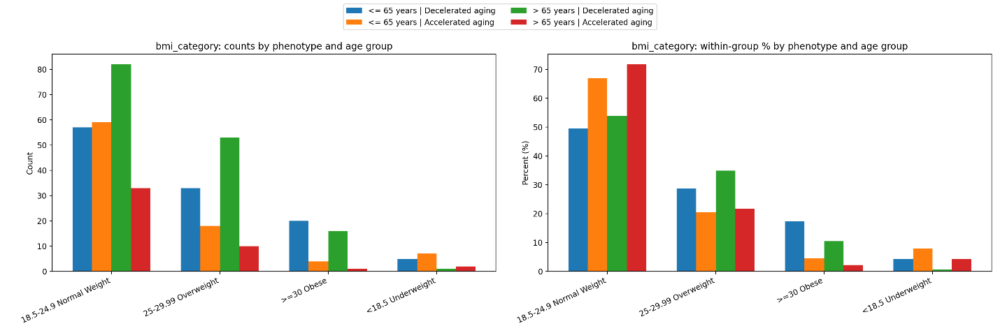 <= 65 years | Decelerated aging
<= 65 years | Accelerated aging
> 65 years | Decelerated aging
> 65 years | Accelerated aging
bmi_category: counts by phenotype and age group
Count
80
70
60
50
40
30
20
10
0
18.5-24.9 Normal Weight
25-29.99 Overweight
>=30 Obese
<18.5 Underweight
bmi_category: within-group % by phenotype and age group
Percent (%)
70
60
50
40
30
20
10
0
18.5-24.9 Normal Weight
25-29.99 Overweight
>=30 Obese
<18.5 Underweight